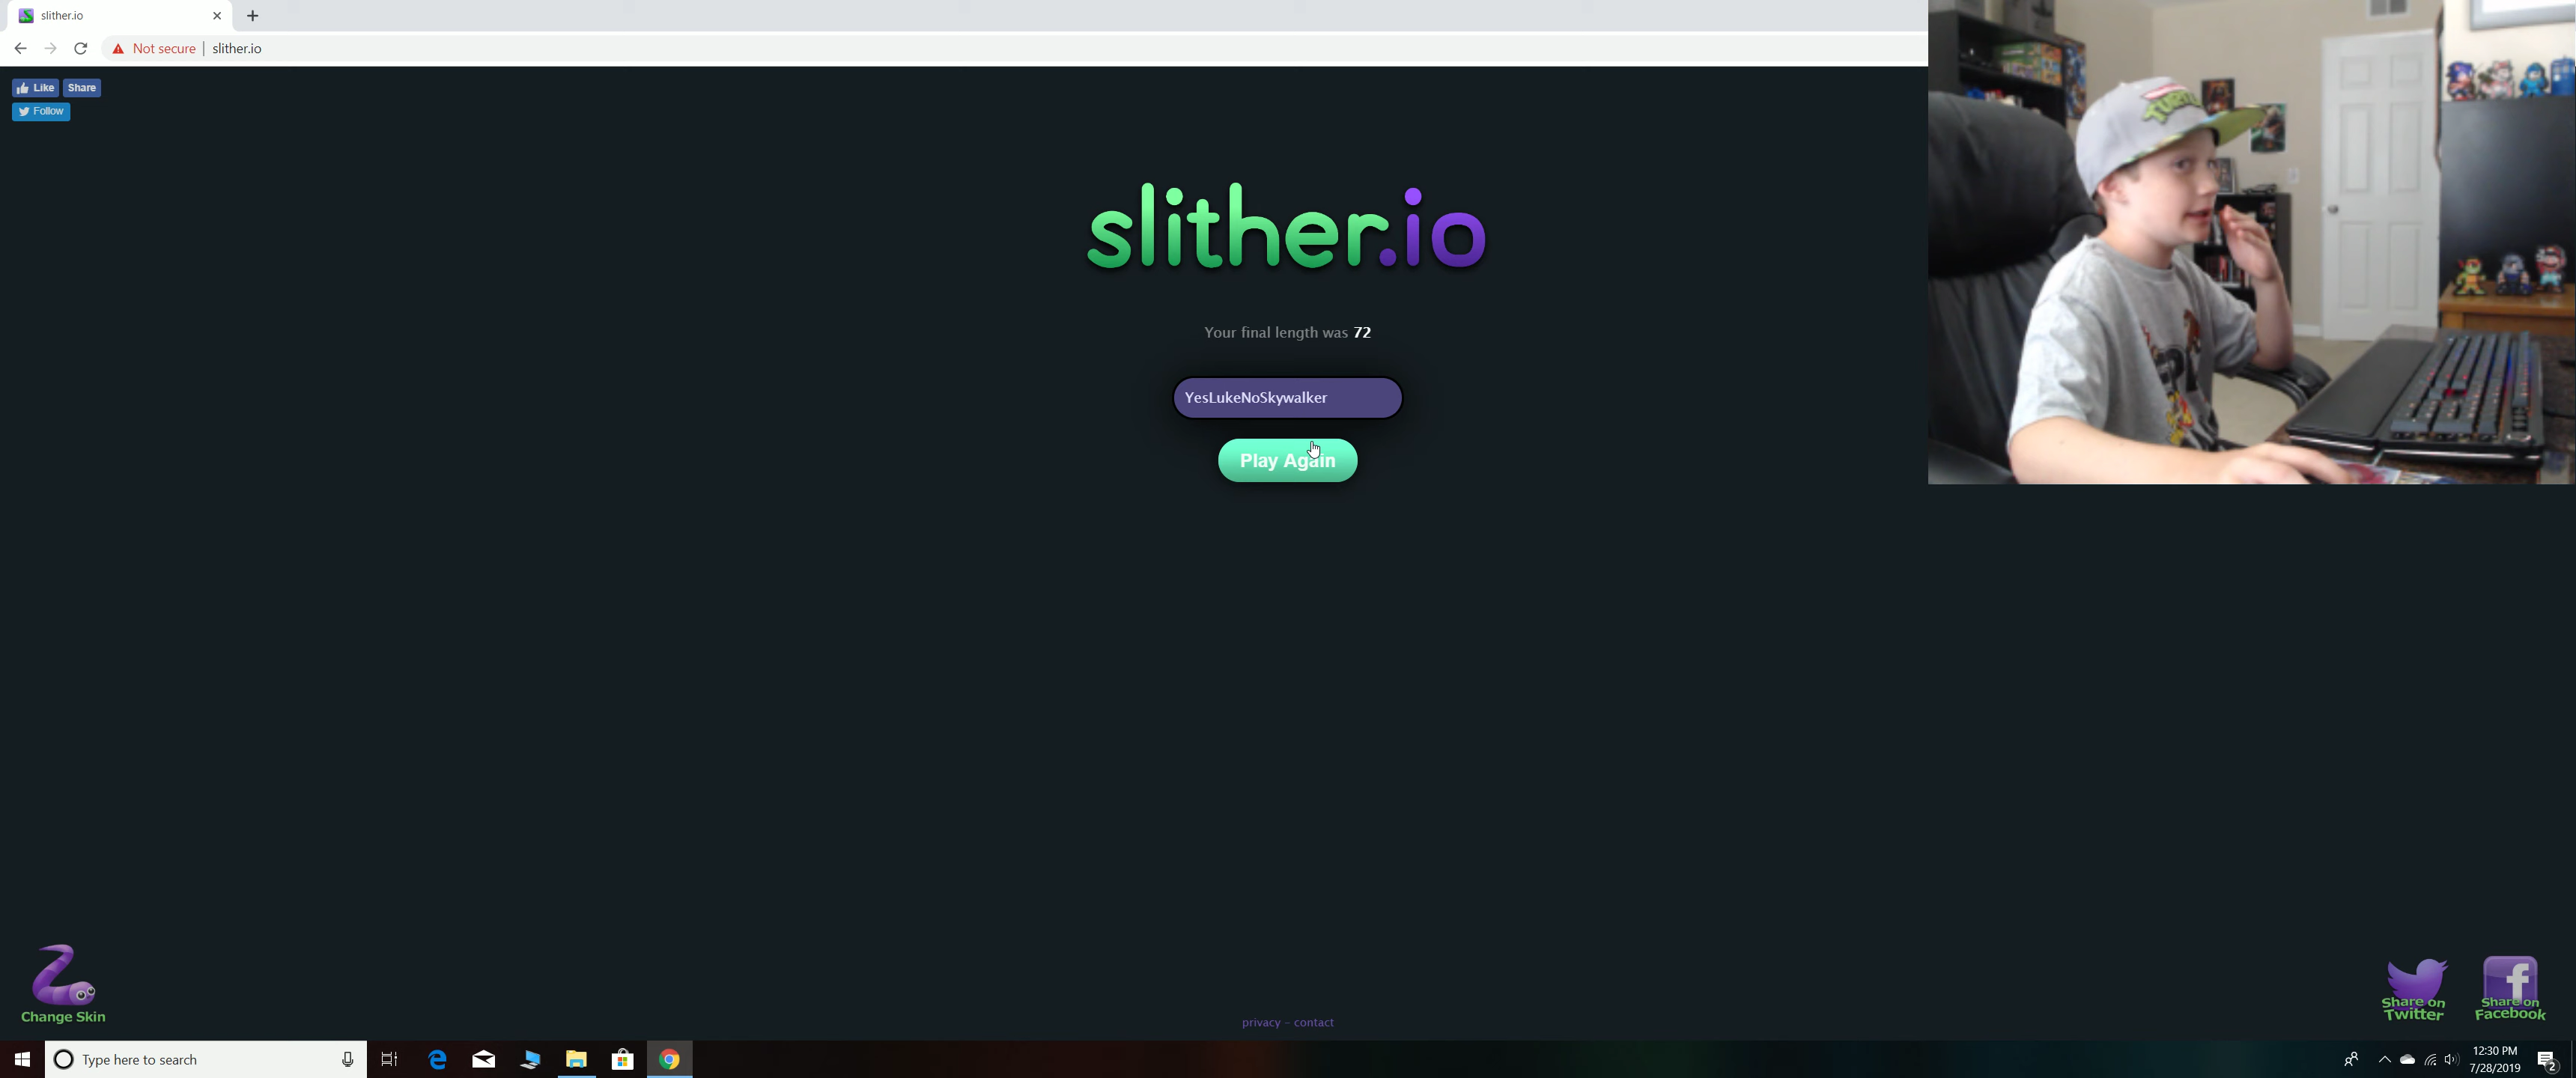 slither.io
Not secure | slither.io
Like Share
Follow
slither.io
Your final length was 72
YesLukeNoSkywalker
Play Again
Change Skin
privacy - contact
Share on
Twitter
Share on
Facebook
Type here to search
12:30 PM
7/28/2019
2
TURTLES